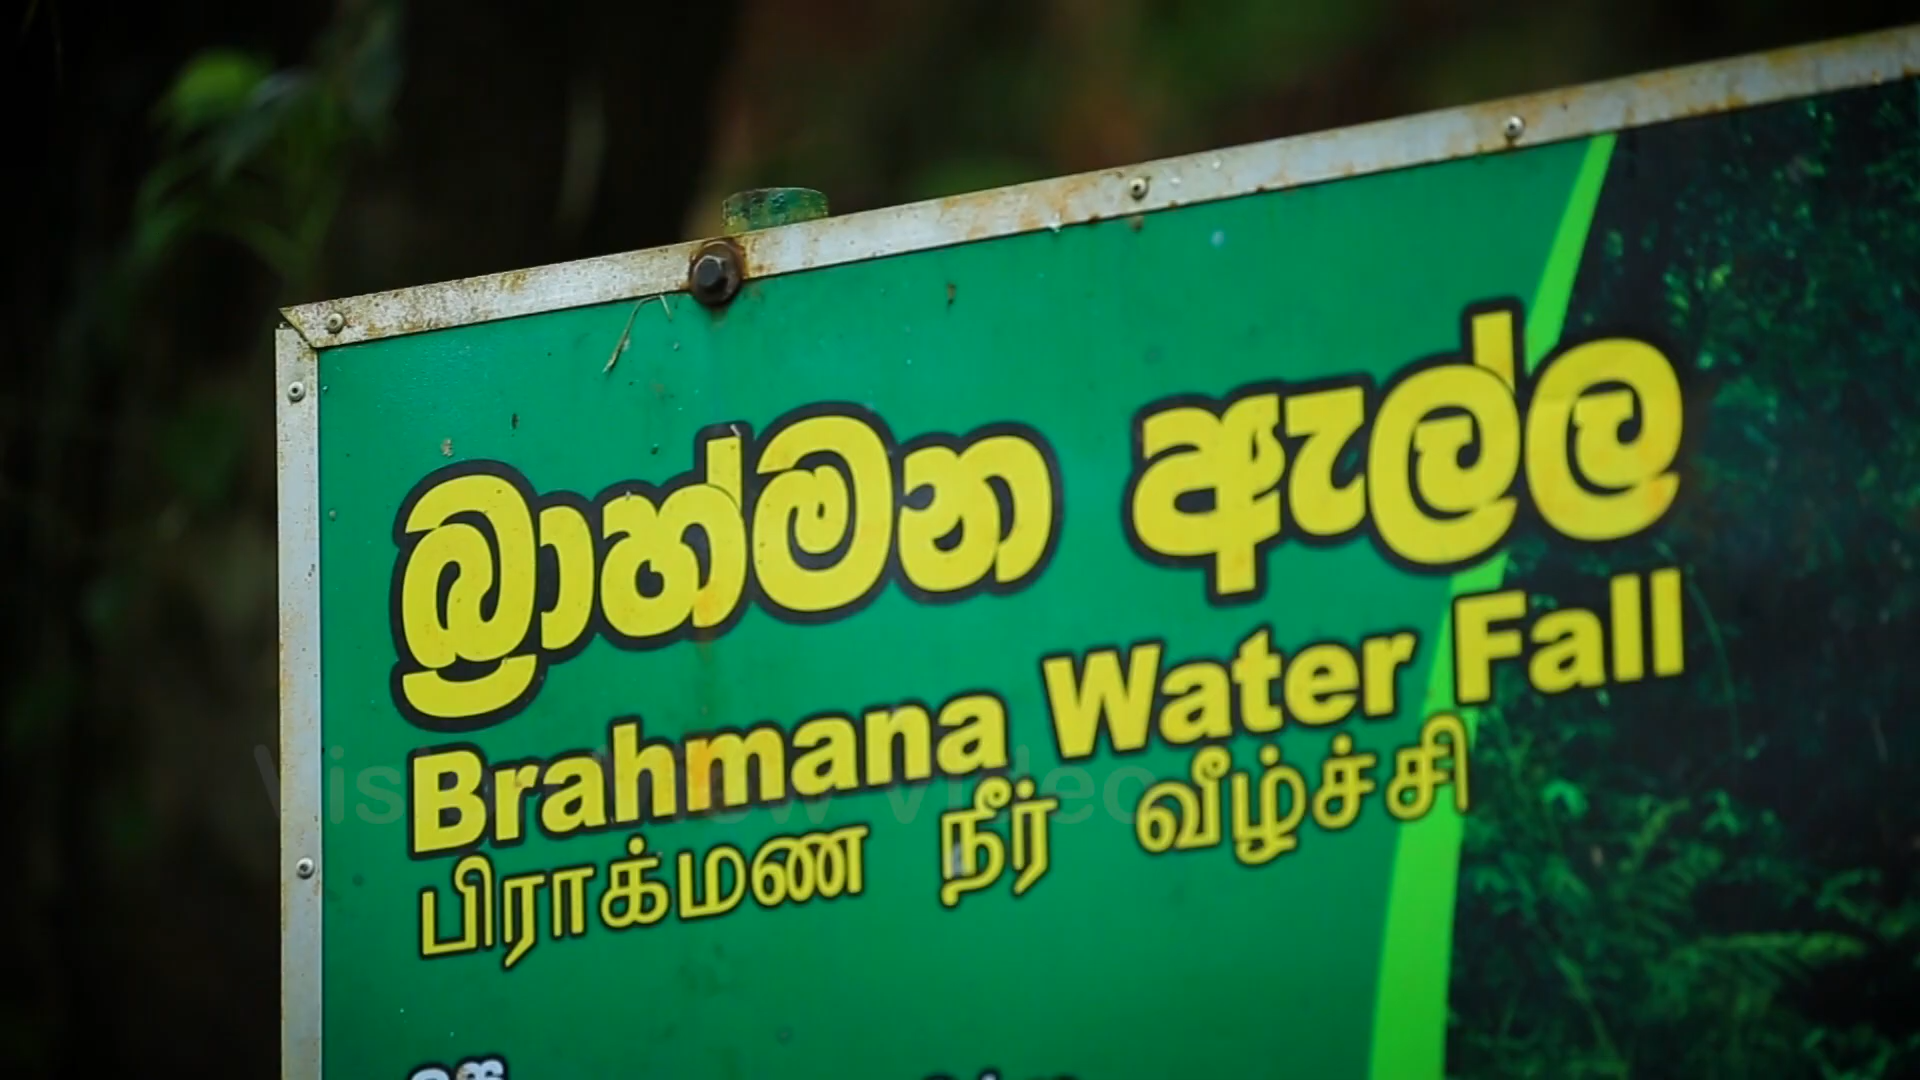 බ්‍රාහ්මන ඇල්ල
Brahmana Water Fall
பிராக்மண நீர் வீழ்ச்சி